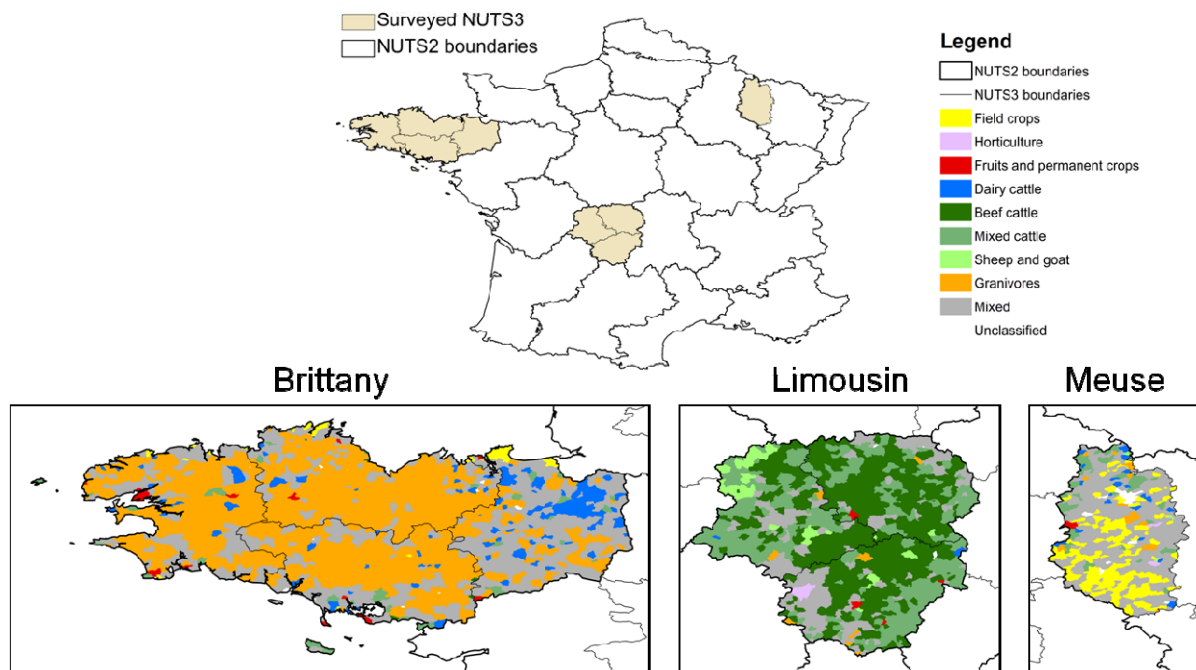 Surveyed NUTS3
NUTS2 boundaries
Legend
NUTS2 boundaries
NUTS3 boundaries
Field crops
Horticulture
Fruits and permanent crops
Dairy cattle
Beef cattle
Mixed cattle
Sheep and goat
Granivores
Mixed
Unclassified
Brittany
Limousin
Meuse